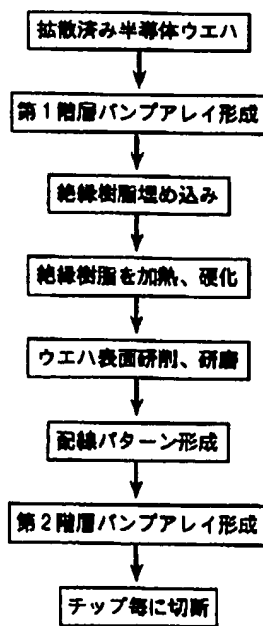 拡散済み半導体ウエハ
第1階層バンプアレイ形成
絶縁樹脂埋め込み
絶縁樹脂を加熱、硬化
ウエハ表面研削、研磨
配線パターン形成
第2階層バンプアレイ形成
チップ毎に切断